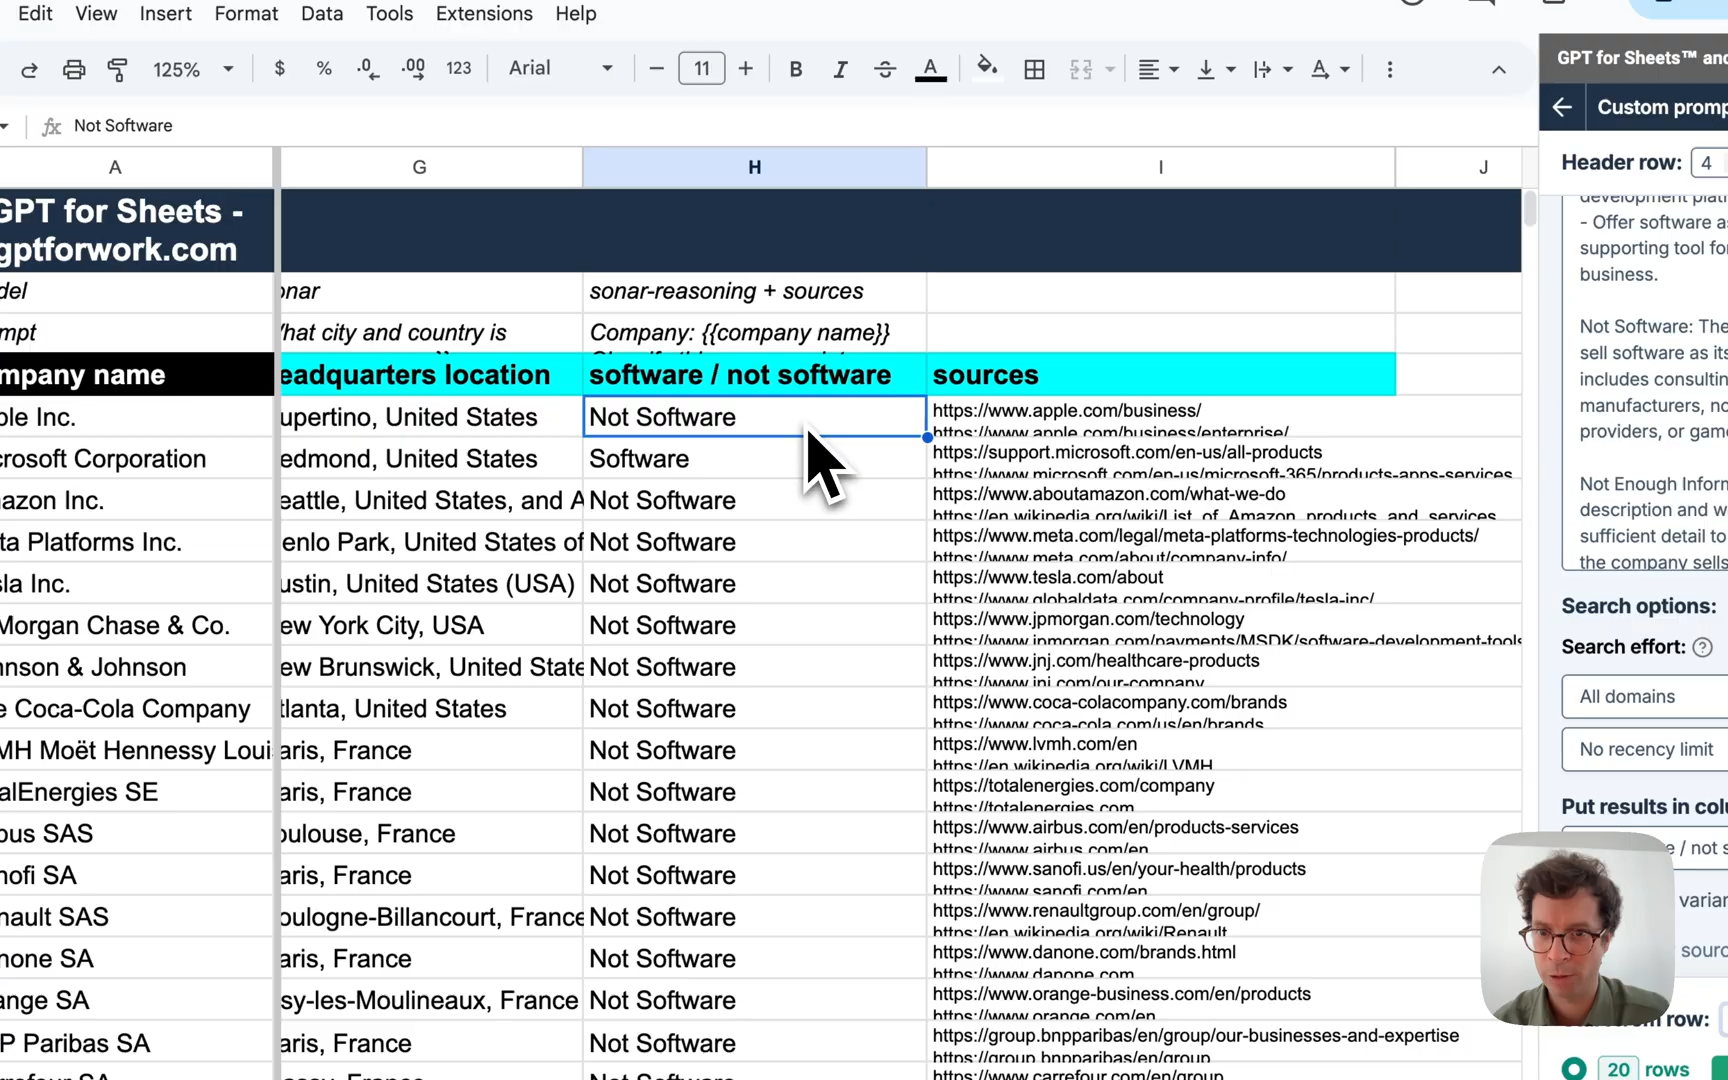 Edit View Insert Format Data Tools Extensions Help
125% $ % .0 .00 123 Arial 11 B I A
GPT for Sheets™ and
fx Not Software
Custom promp
A G H I J
Header row: 4
GPT for Sheets -
gptforwork.com
- Offer software as
supporting tool for
business.
del onar sonar-reasoning + sources
mpt hat city and country is Company: {{company name}}
Not Software: The
sell software as its
includes consultin
manufacturers, no
providers, or game
mpany name eadquarters location software / not software sources
ple Inc. upertino, United States Not Software https://www.apple.com/business/
https://www.apple.com/business/enterprise/
crosoft Corporation edmond, United States Software https://support.microsoft.com/en-us/all-products
https://www.microsoft.com/en-us/microsoft-365/products-apps-services
azon Inc. eattle, United States, and A Not Software https://www.aboutamazon.com/what-we-do
https://en.wikipedia.org/wiki/List_of_Amazon_products_and_services
Not Enough Inform
description and w
sufficient detail to
the company sells
ta Platforms Inc. enlo Park, United States of Not Software https://www.meta.com/legal/meta-platforms-technologies-products/
https://www.meta.com/about/company-info/
sla Inc. ustin, United States (USA) Not Software https://www.tesla.com/about
https://www.globaldata.com/company-profile/tesla-inc/
Search options:
Morgan Chase & Co. ew York City, USA Not Software https://www.jpmorgan.com/technology
https://www.jpmorgan.com/payments/MSDK/software-development-tools
Search effort:
hnson & Johnson ew Brunswick, United State Not Software https://www.jnj.com/healthcare-products
https://www.jnj.com/our-company
All domains
e Coca-Cola Company tlanta, United States Not Software https://www.coca-colacompany.com/brands
https://www.coca-cola.com/us/en/brands
No recency limit
MH Moët Hennessy Loui aris, France Not Software https://www.lvmh.com/en
https://en.wikipedia.org/wiki/LVMH
alEnergies SE aris, France Not Software https://totalenergies.com/company
https://totalenergies.com
Put results in colu
bus SAS oulouse, France Not Software https://www.airbus.com/en/products-services
https://www.airbus.com/en
e / not s
nofi SA aris, France Not Software https://www.sanofi.us/en/your-health/products
https://www.sanofi.com/en
varian
nault SAS oulogne-Billancourt, France Not Software https://www.renaultgroup.com/en/group/
https://en.wikipedia.org/wiki/Renault
none SA aris, France Not Software https://www.danone.com/brands.html
https://www.danone.com
sourc
ange SA sy-les-Moulineaux, France Not Software https://www.orange-business.com/en/products
https://www.orange.com/en
om row:
P Paribas SA aris, France Not Software https://group.bnpparibas/en/group/our-businesses-and-expertise
https://group.bnpparibas/en/group
20 rows
https://www.carrefour.com/en/group